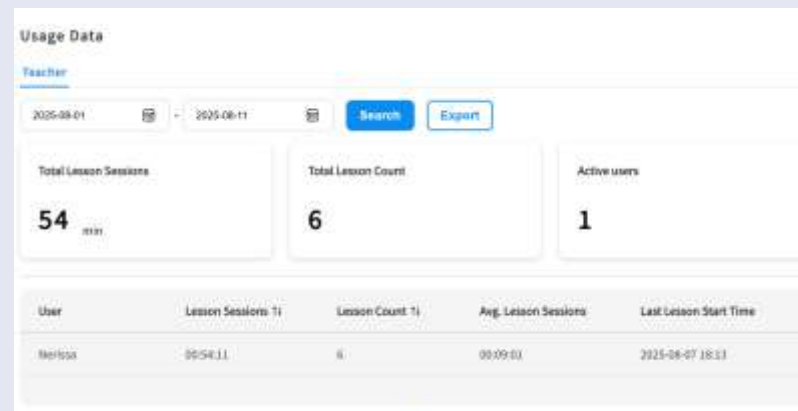 Usage Data
Teacher
2025-08-01 - 2025-08-11 Search Export
Total Lesson Sessions Total Lesson Count Active users
54 min 6 1
User Lesson Sessions Lesson Count Avg. Lesson Sessions Last Lesson Start Time
Nerissa 00:54:11 6 00:09:01 2025-08-07 18:13